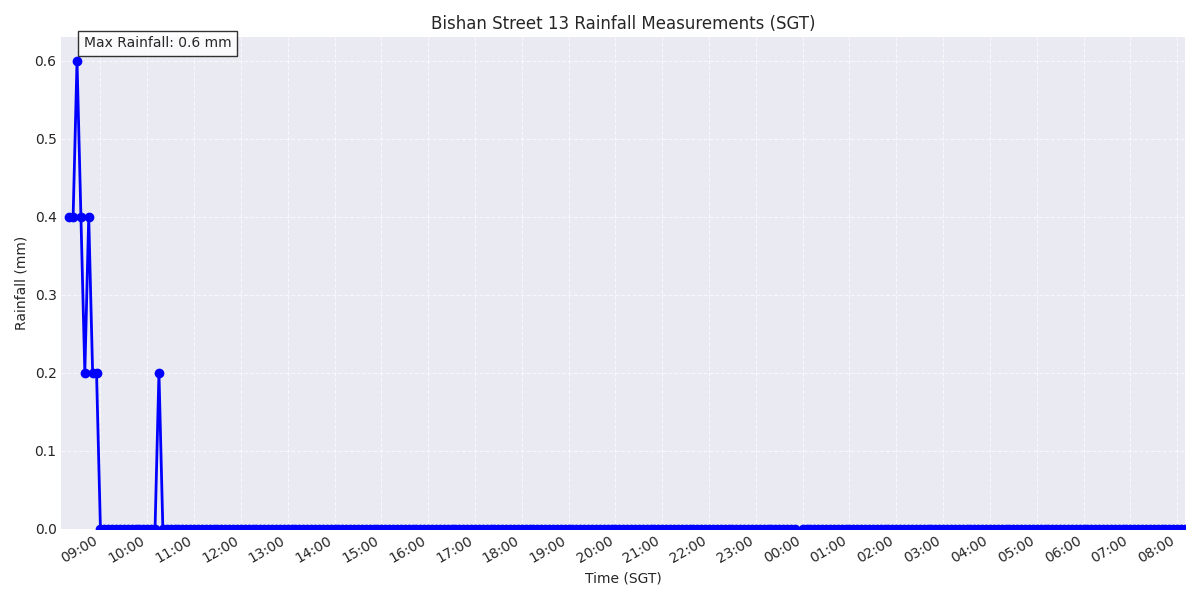 Bishan Street 13 Rainfall Measurements (SGT)
Max Rainfall: 0.6 mm
0.6
0.5
0.4
0.3
0.2
0.1
0.0
Rainfall (mm)
09:00 10:00 11:00 12:00 13:00 14:00 15:00 16:00 17:00 18:00 19:00 20:00 21:00 22:00 23:00 00:00 01:00 02:00 03:00 04:00 05:00 06:00 07:00 08:00
Time (SGT)